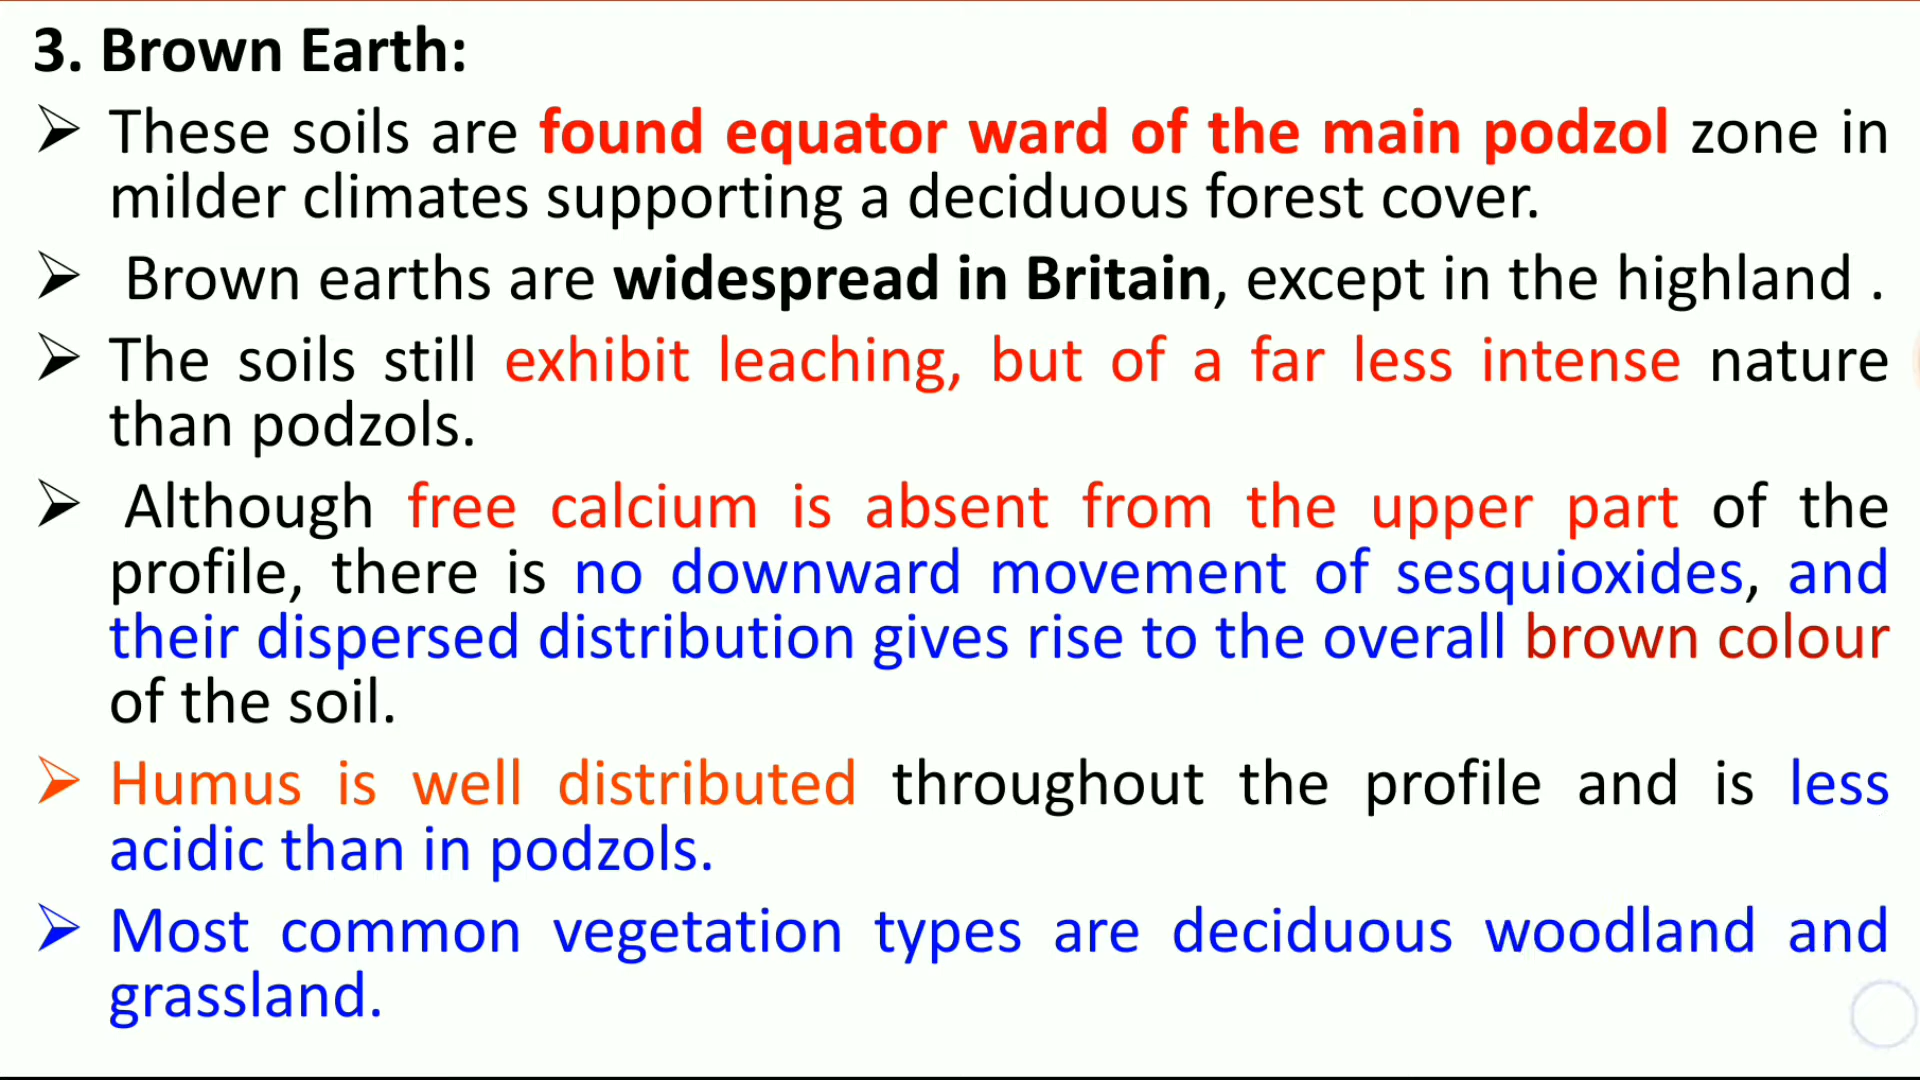 3. Brown Earth:
➢ These soils are found equator ward of the main podzol zone in
milder climates supporting a deciduous forest cover.
➢ Brown earths are widespread in Britain, except in the highland .
➢ The soils still exhibit leaching, but of a far less intense nature
than podzols.
➢ Although free calcium is absent from the upper part of the
profile, there is no downward movement of sesquioxides, and
their dispersed distribution gives rise to the overall brown colour
of the soil.
➢ Humus is well distributed throughout the profile and is less
acidic than in podzols.
➢ Most common vegetation types are deciduous woodland and
grassland.